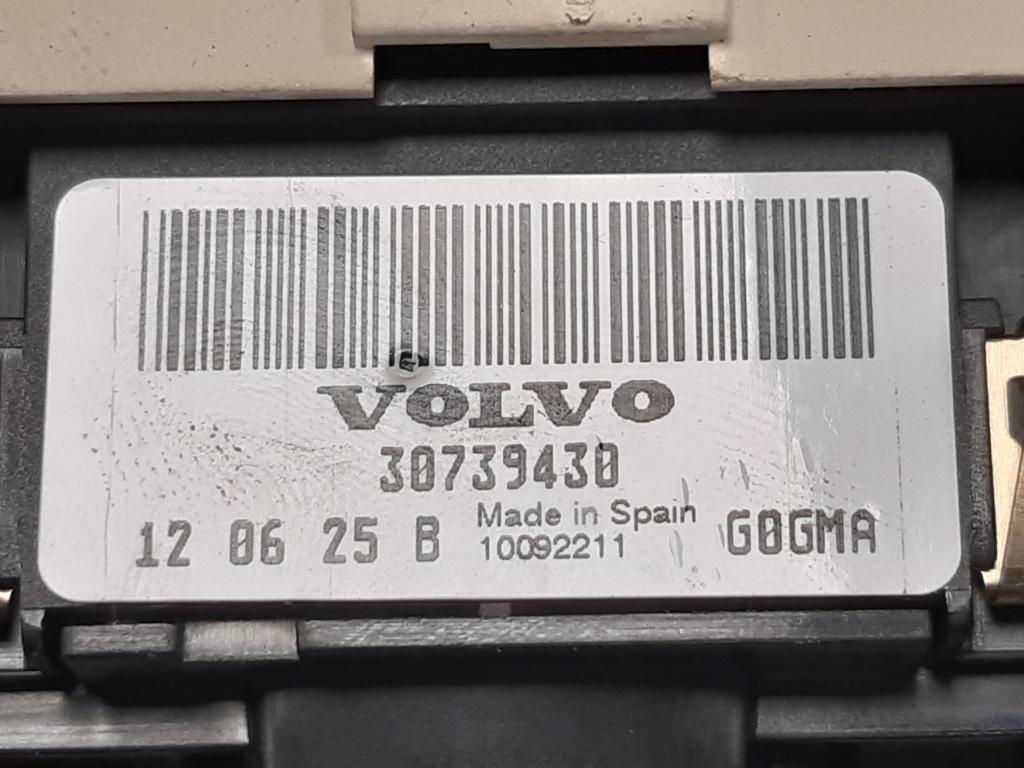 VOLVO
30739430
12 06 25 B
Made in Spain
10092211
G0GMA